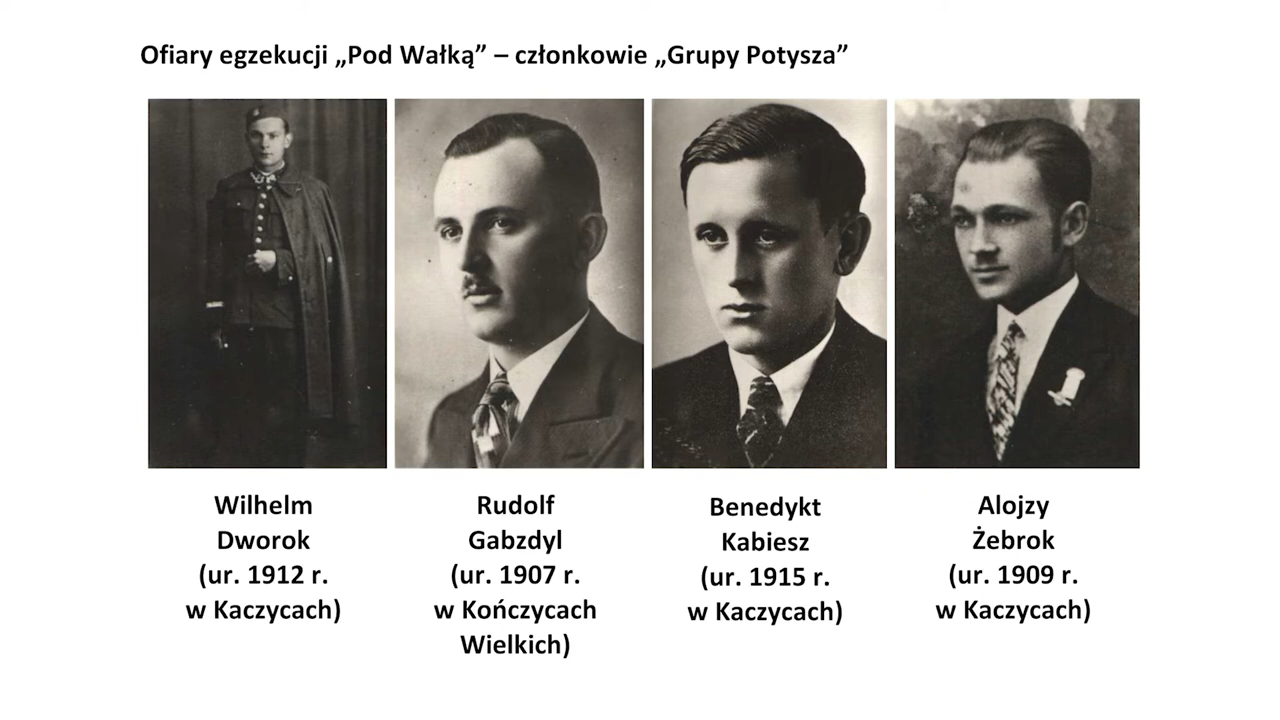 Ofiary egzekucji „Pod Wałką” – członkowie „Grupy Potysza”
Wilhelm
Dworok
(ur. 1912 r.
w Kaczycach)
Rudolf
Gabzdyl
(ur. 1907 r.
w Kończycach
Wielkich)
Benedykt
Kabiesz
(ur. 1915 r.
w Kaczycach)
Alojzy
Żebrok
(ur. 1909 r.
w Kaczycach)